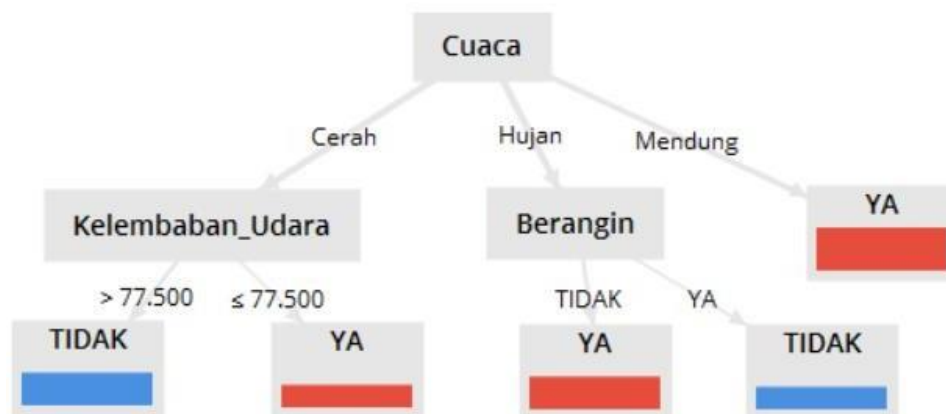 Cuaca
Cerah
Hujan
Mendung
Kelembaban_Udara
Berangin
YA
> 77.500
≤ 77.500
TIDAK
YA
TIDAK
YA
YA
TIDAK